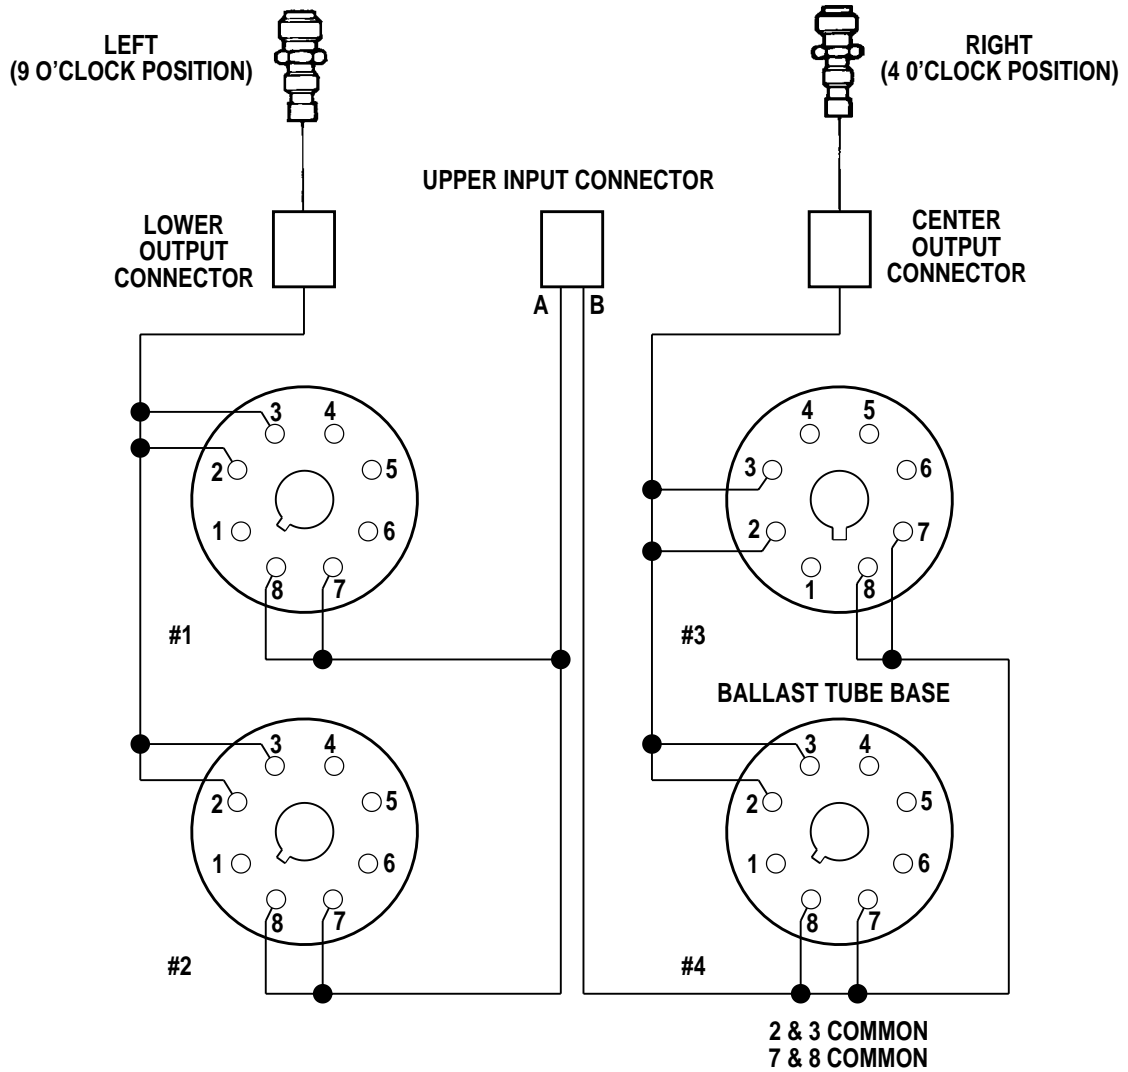 LEFT
(9 O'CLOCK POSITION)
RIGHT
(4 0'CLOCK POSITION)
UPPER INPUT CONNECTOR
LOWER
OUTPUT
CONNECTOR
CENTER
OUTPUT
CONNECTOR
A B
3 4
2 5
1 6
8 7
#1
4 5
3 6
2 7
1 8
#3
BALLAST TUBE BASE
3 4
2 5
1 6
8 7
#2
3 4
2 5
1 6
8 7
#4
2 & 3 COMMON
7 & 8 COMMON